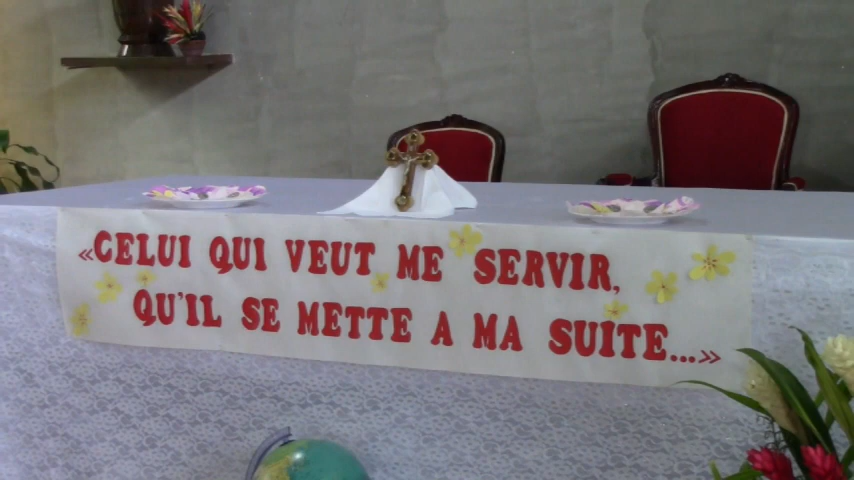 «CELUI QUI VEUT ME SERVIR,
QU'IL SE METTE A MA SUITE...»